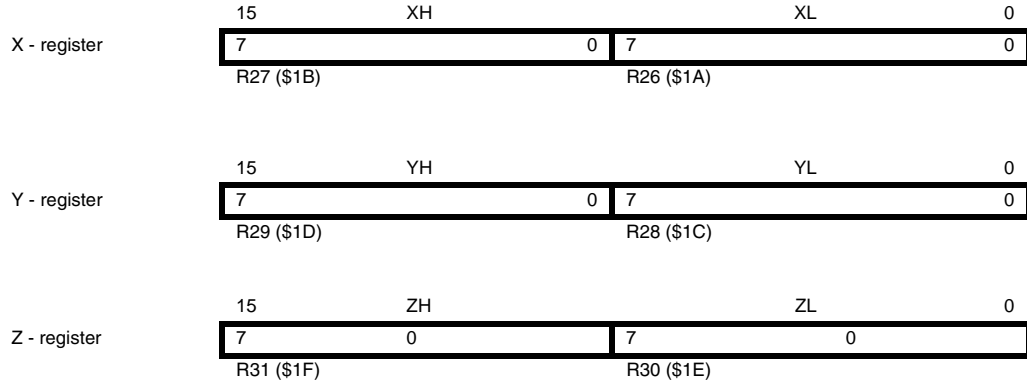 15 XH XL 0
X - register 7 0 7 0
R27 ($1B) R26 ($1A)
15 YH YL 0
Y - register 7 0 7 0
R29 ($1D) R28 ($1C)
15 ZH ZL 0
Z - register 7 0 7 0
R31 ($1F) R30 ($1E)